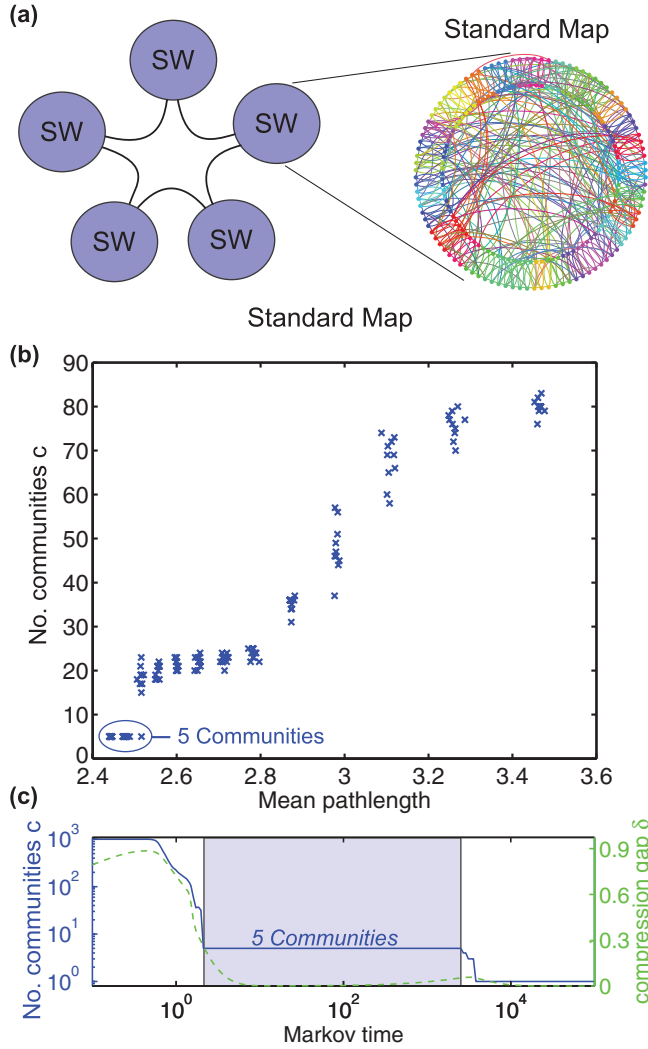 (a)
Standard Map
SW
SW
SW
SW
SW
Standard Map
(b)
90
80
70
60
50
40
30
20
10
0
No. communities c
5 Communities
2.4 2.6 2.8 3 3.2 3.4 3.6
Mean pathlength
(c)
No. communities c
10³
10²
10¹
10⁰
5 Communities
0.9
0.6
0.3
0
compression gap δ
10⁰ 10² 10⁴
Markov time